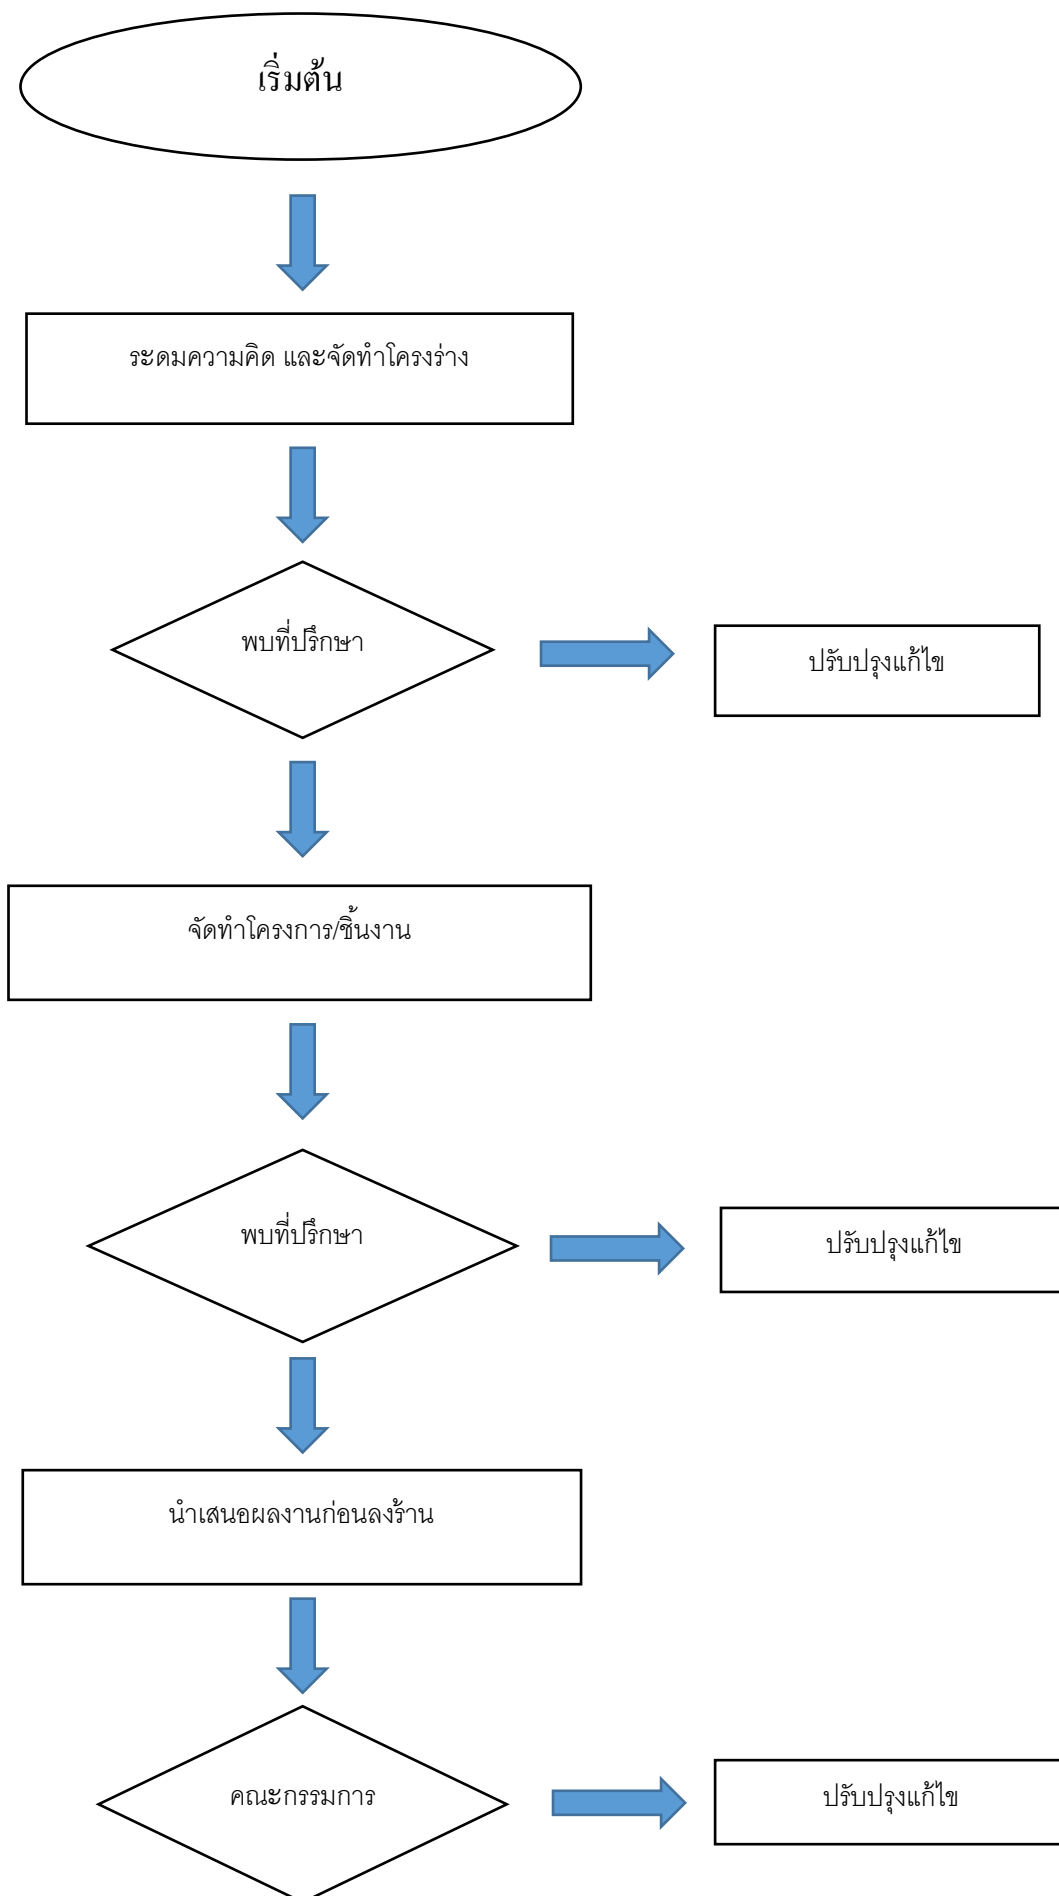 เริ่มต้น
ระดมความคิด และจัดทำโครงร่าง
พบที่ปรึกษา
ปรับปรุงแก้ไข
จัดทำโครงการ/ชิ้นงาน
พบที่ปรึกษา
ปรับปรุงแก้ไข
นำเสนอผลงานก่อนลงร้าน
คณะกรรมการ
ปรับปรุงแก้ไข